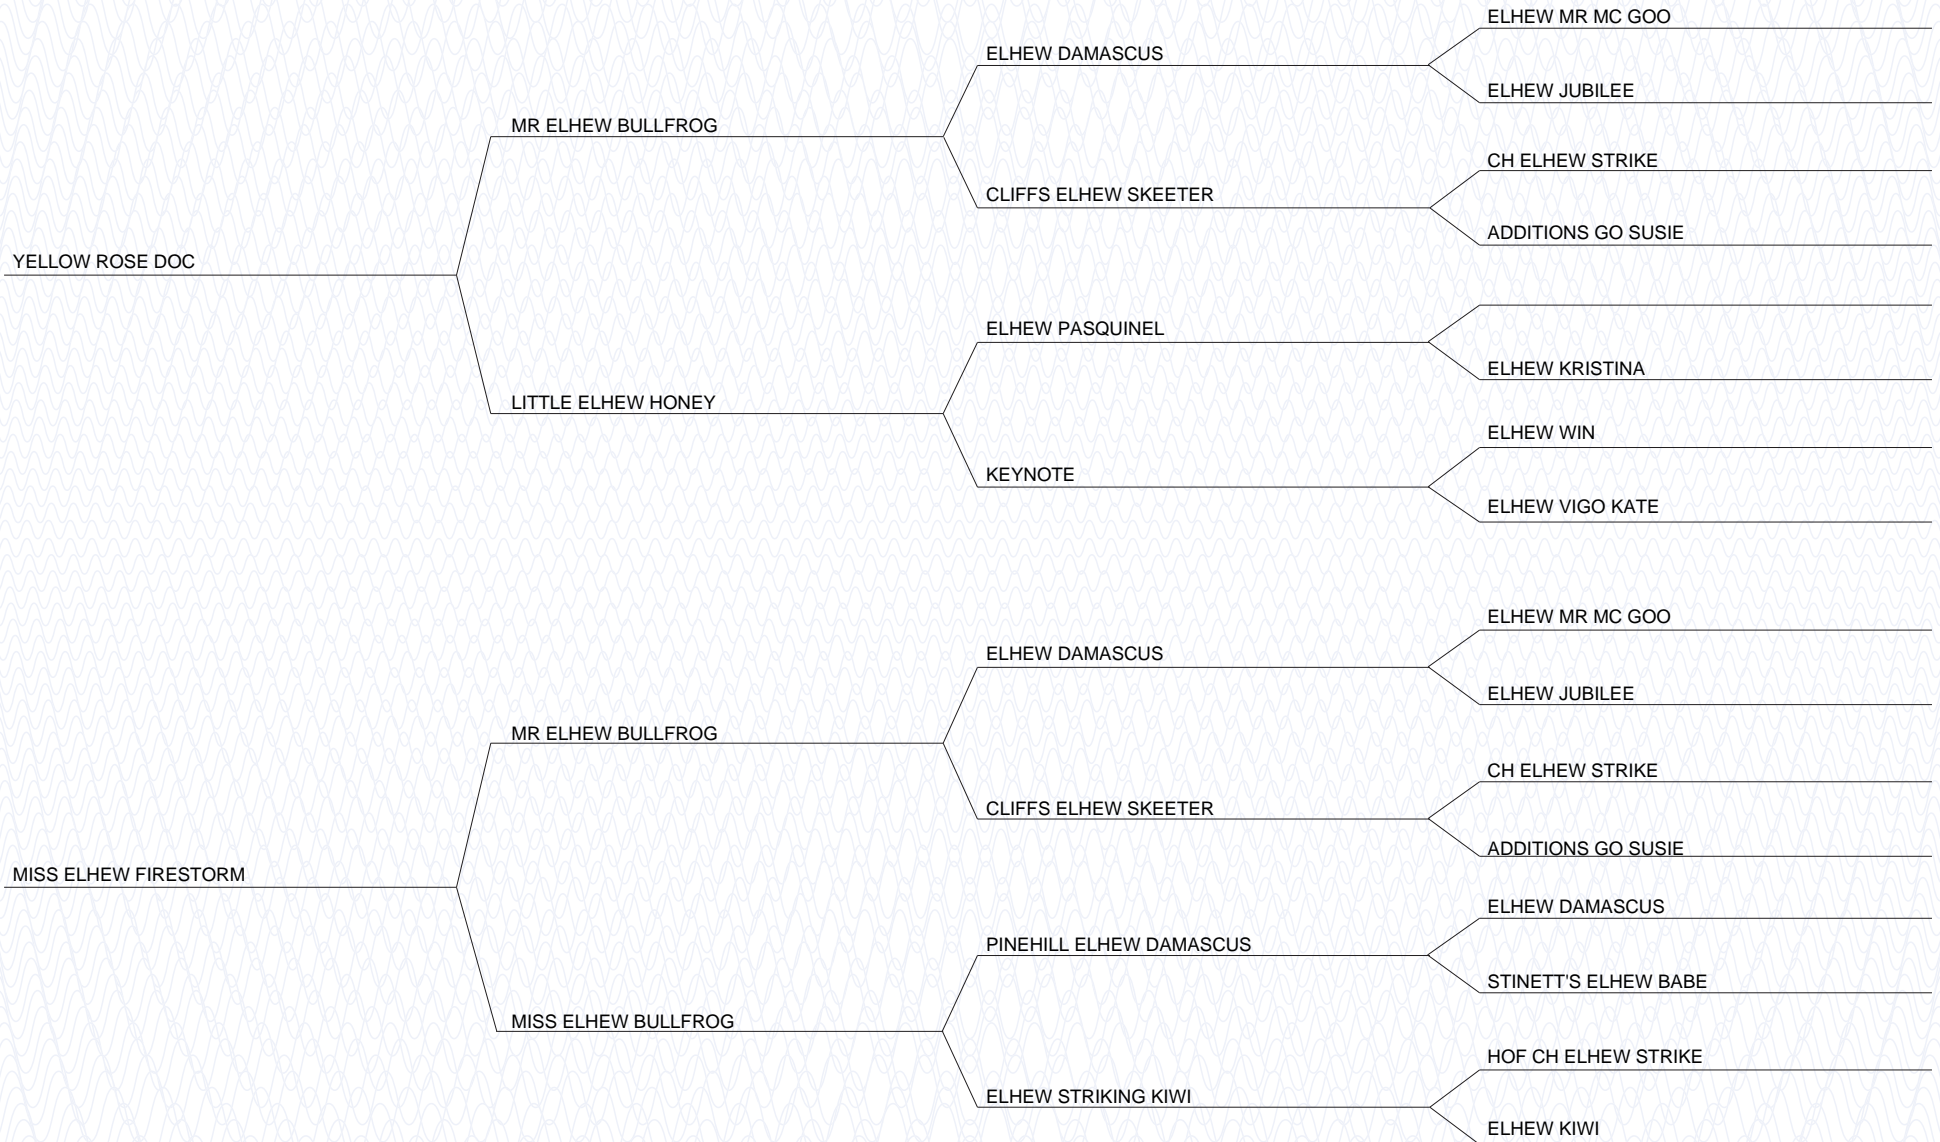 ELHEW MR MC GOO
ELHEW DAMASCUS
ELHEW JUBILEE
MR ELHEW BULLFROG
CH ELHEW STRIKE
CLIFFS ELHEW SKEETER
ADDITIONS GO SUSIE
YELLOW ROSE DOC
ELHEW PASQUINEL
ELHEW KRISTINA
LITTLE ELHEW HONEY
ELHEW WIN
KEYNOTE
ELHEW VIGO KATE
ELHEW MR MC GOO
ELHEW DAMASCUS
ELHEW JUBILEE
MR ELHEW BULLFROG
CH ELHEW STRIKE
CLIFFS ELHEW SKEETER
ADDITIONS GO SUSIE
MISS ELHEW FIRESTORM
ELHEW DAMASCUS
PINEHILL ELHEW DAMASCUS
STINETT'S ELHEW BABE
MISS ELHEW BULLFROG
HOF CH ELHEW STRIKE
ELHEW STRIKING KIWI
ELHEW KIWI